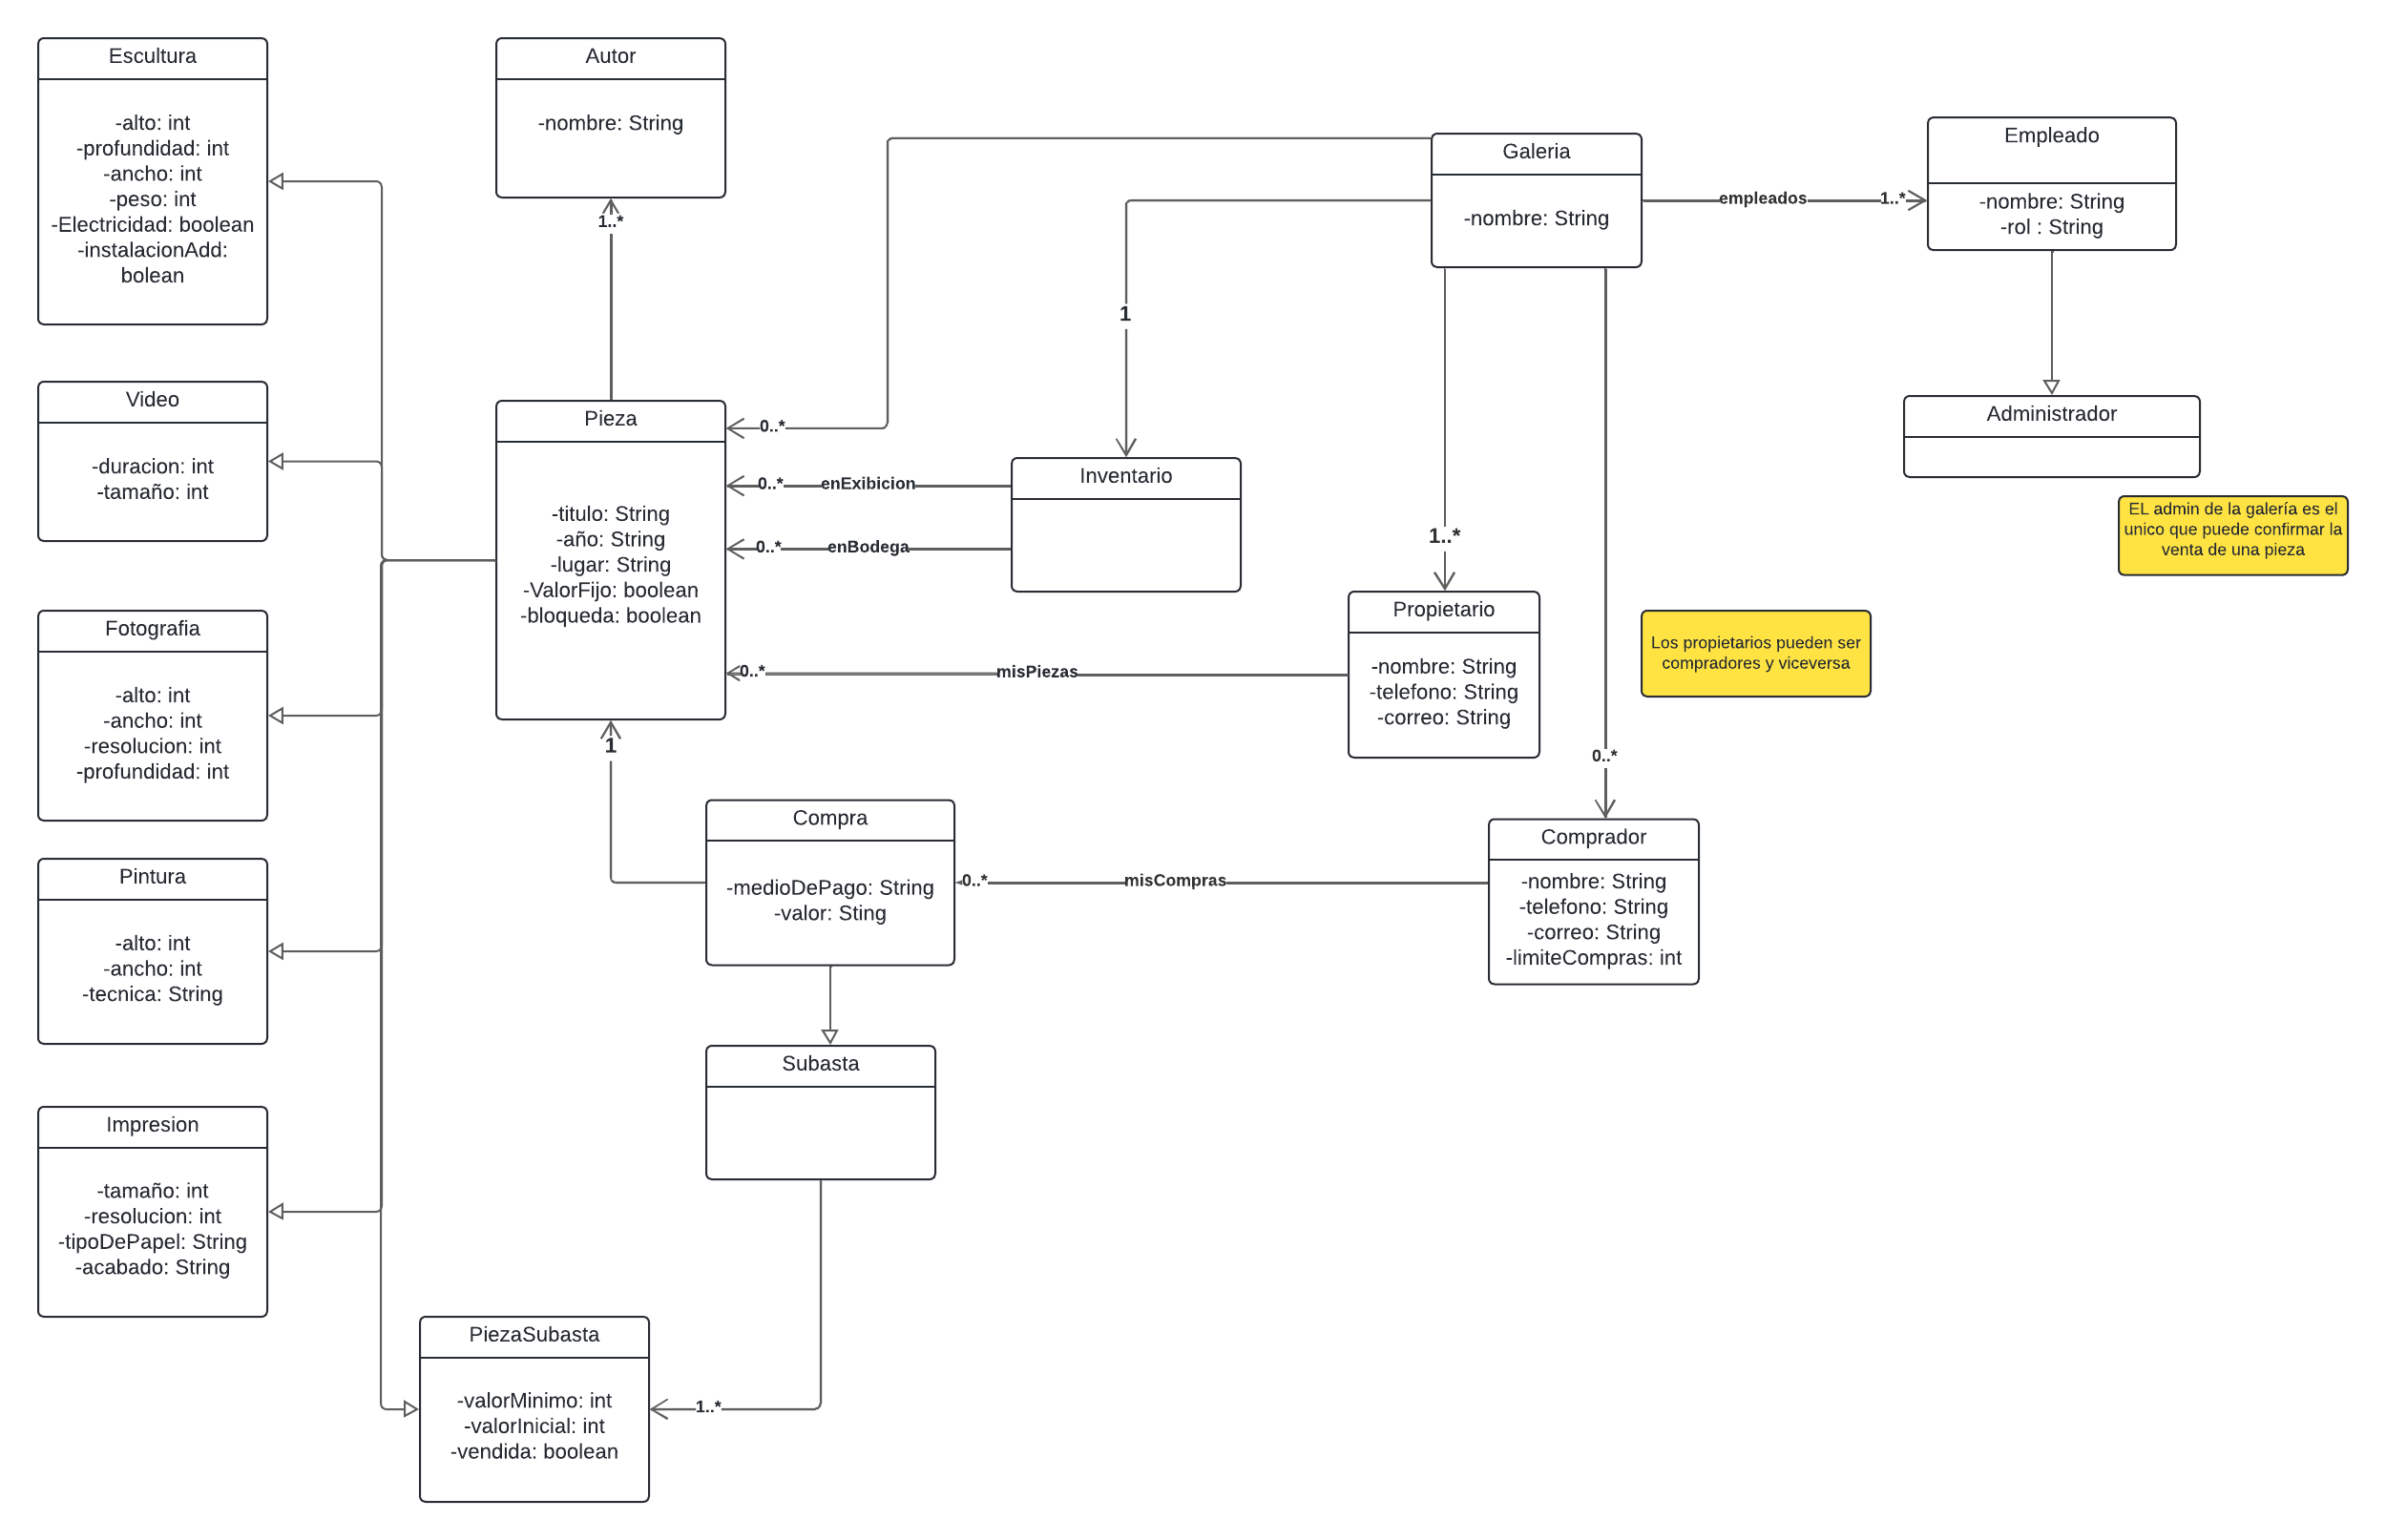 Escultura
-alto: int
-profundidad: int
-ancho: int
-peso: int
-Electricidad: boolean
-instalacionAdd:
bolean
Autor
-nombre: String
1..*
Galeria
-nombre: String
empleados
1..*
Empleado
-nombre: String
-rol : String
1
Video
-duracion: int
-tamaño: int
Pieza
-titulo: String
-año: String
-lugar: String
-ValorFijo: boolean
-bloqueda: boolean
0..*
0..*
enExibicion
0..*
enBodega
Inventario
1..*
Administrador
EL admin de la galería es el
unico que puede confirmar la
venta de una pieza
0..*
misPiezas
Propietario
-nombre: String
-telefono: String
-correo: String
Los propietarios pueden ser
compradores y viceversa
Fotografia
-alto: int
-ancho: int
-resolucion: int
-profundidad: int
1
0..*
Compra
-medioDePago: String
-valor: Sting
0..*
misCompras
Comprador
-nombre: String
-telefono: String
-correo: String
-limiteCompras: int
Pintura
-alto: int
-ancho: int
-tecnica: String
Subasta
Impresion
-tamaño: int
-resolucion: int
-tipoDePapel: String
-acabado: String
PiezaSubasta
-valorMinimo: int
-valorInicial: int
-vendida: boolean
1..*